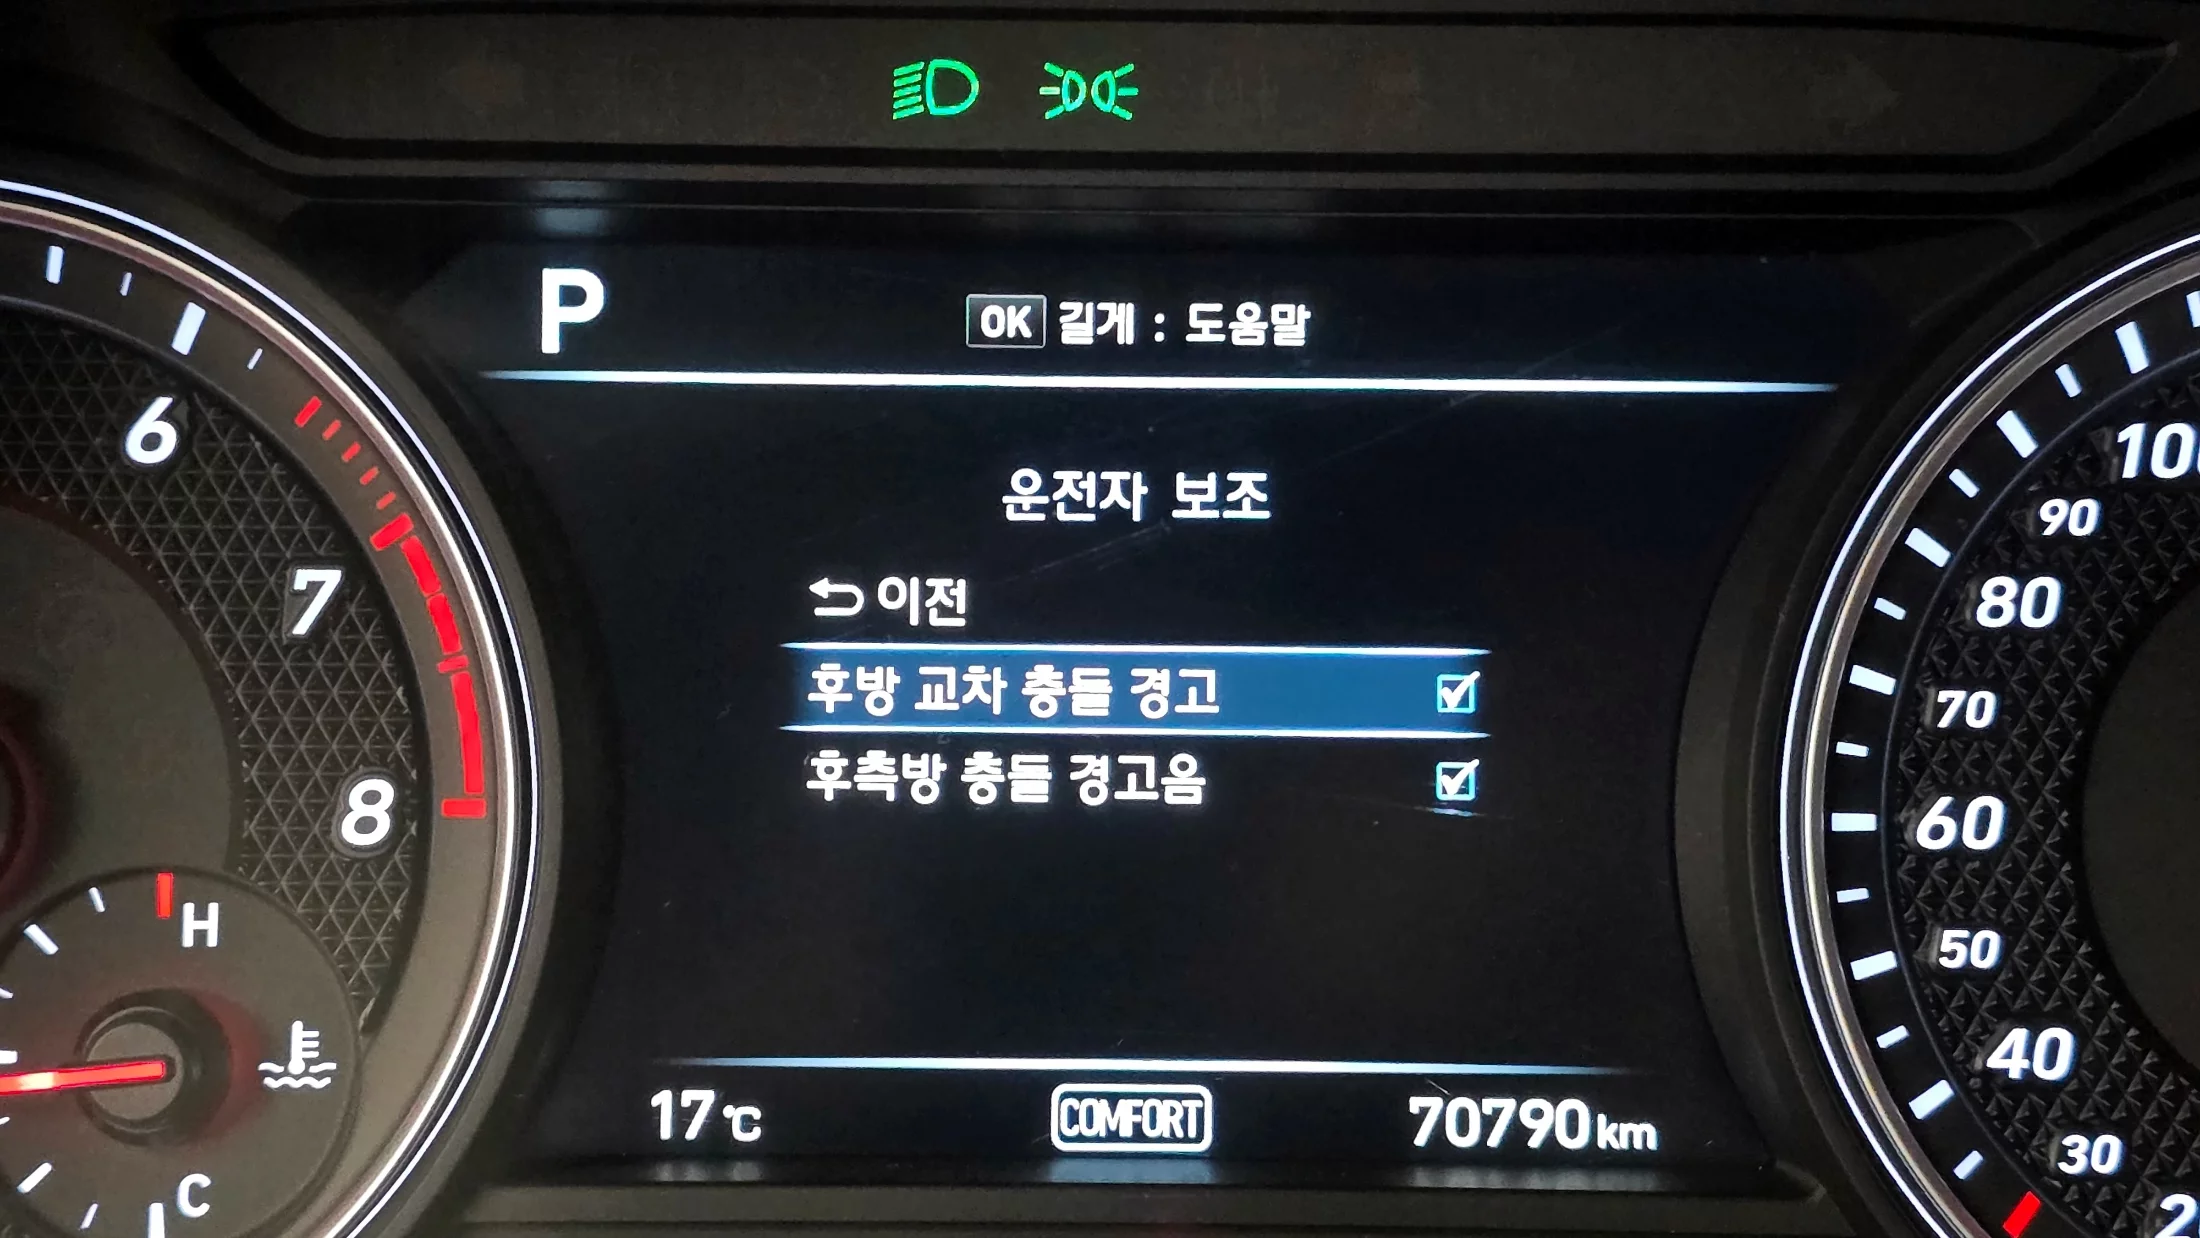 P
OK 길게 : 도움말
운전자 보조
이전
후방 교차 충돌 경고
후측방 충돌 경고음
17℃
COMFORT
70790km
6
7
8
H
C
100
90
80
70
60
50
40
30